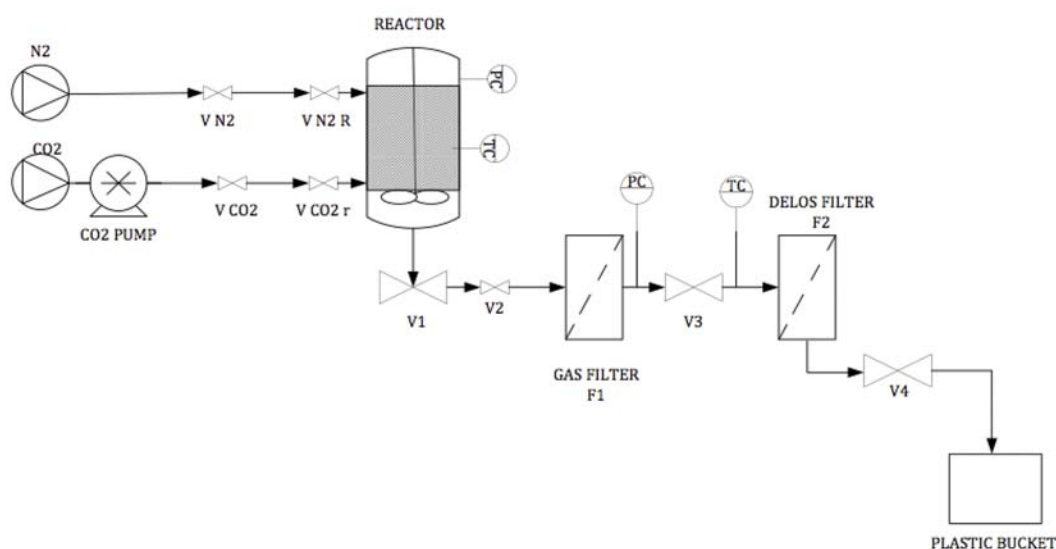 REACTOR
N2
PC
V N2
V N2 R
TC
CO2
V CO2
V CO2 r
CO2 PUMP
PC
TC
DELOS FILTER
F2
V1
V2
V3
GAS FILTER
F1
V4
PLASTIC BUCKET